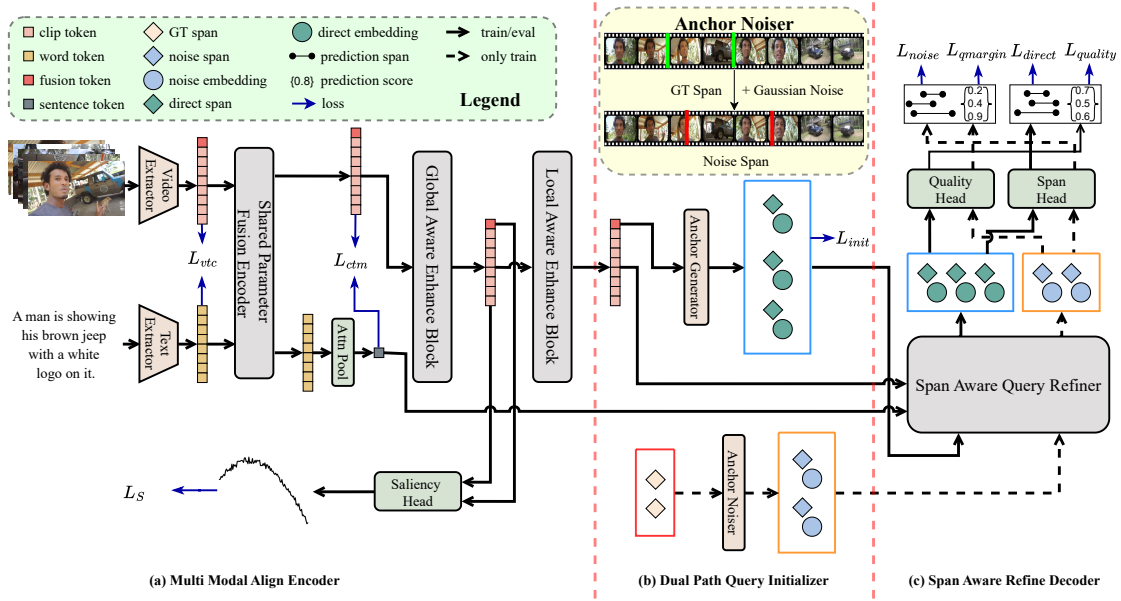 clip token
word token
fusion token
sentence token
GT span
noise span
noise embedding
direct span
direct embedding
prediction span
{0.8} prediction score
loss
train/eval
only train
Legend
Anchor Noiser
GT Span
+ Gaussian Noise
Noise Span
Video
Extractor
Text
Extractor
A man is showing
his brown jeep
with a white
logo on it.
L_vtc
Shared Parameter
Fusion Encoder
L_ctm
Attn Pool
Global Aware Enhance Block
Local Aware Enhance Block
Saliency
Head
L_S
Anchor Generator
L_init
Anchor Noiser
L_noise
L_qmargin
L_direct
L_quality
0.2
0.4
0.9
0.7
0.5
0.6
Quality
Head
Span
Head
Span Aware Query Refiner
(a) Multi Modal Align Encoder
(b) Dual Path Query Initializer
(c) Span Aware Refine Decoder